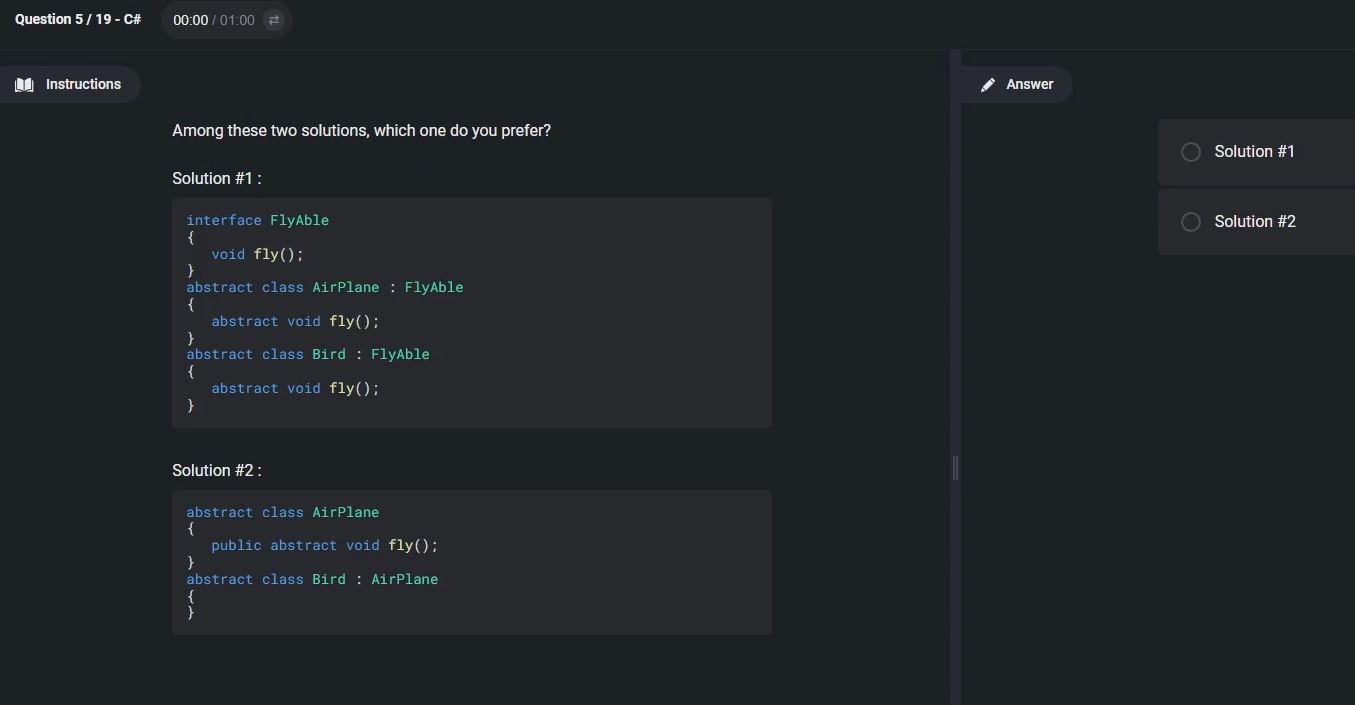 Question 5 / 19 - C#
00:00 / 01:00
Instructions
Among these two solutions, which one do you prefer?
Solution #1 :
interface FlyAble
{
   void fly();
}
abstract class AirPlane : FlyAble
{
   abstract void fly();
}
abstract class Bird : FlyAble
{
   abstract void fly();
}
Solution #2 :
abstract class AirPlane
{
   public abstract void fly();
}
abstract class Bird : AirPlane
{
}
Answer
Solution #1
Solution #2